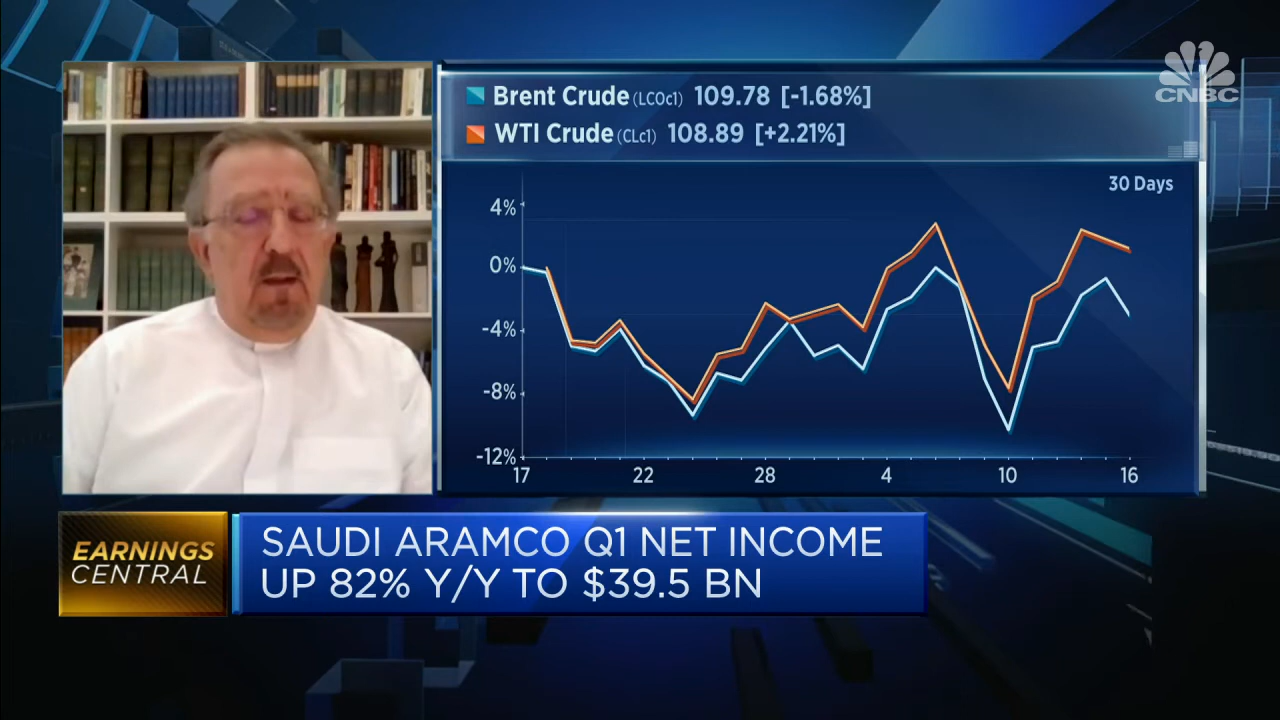 CNBC
Brent Crude (LCOc1) 109.78 [-1.68%]
WTI Crude (CLc1) 108.89 [+2.21%]
30 Days
4%
0%
-4%
-8%
-12%
17 22 28 4 10 16
EARNINGS
CENTRAL
SAUDI ARAMCO Q1 NET INCOME
UP 82% Y/Y TO $39.5 BN